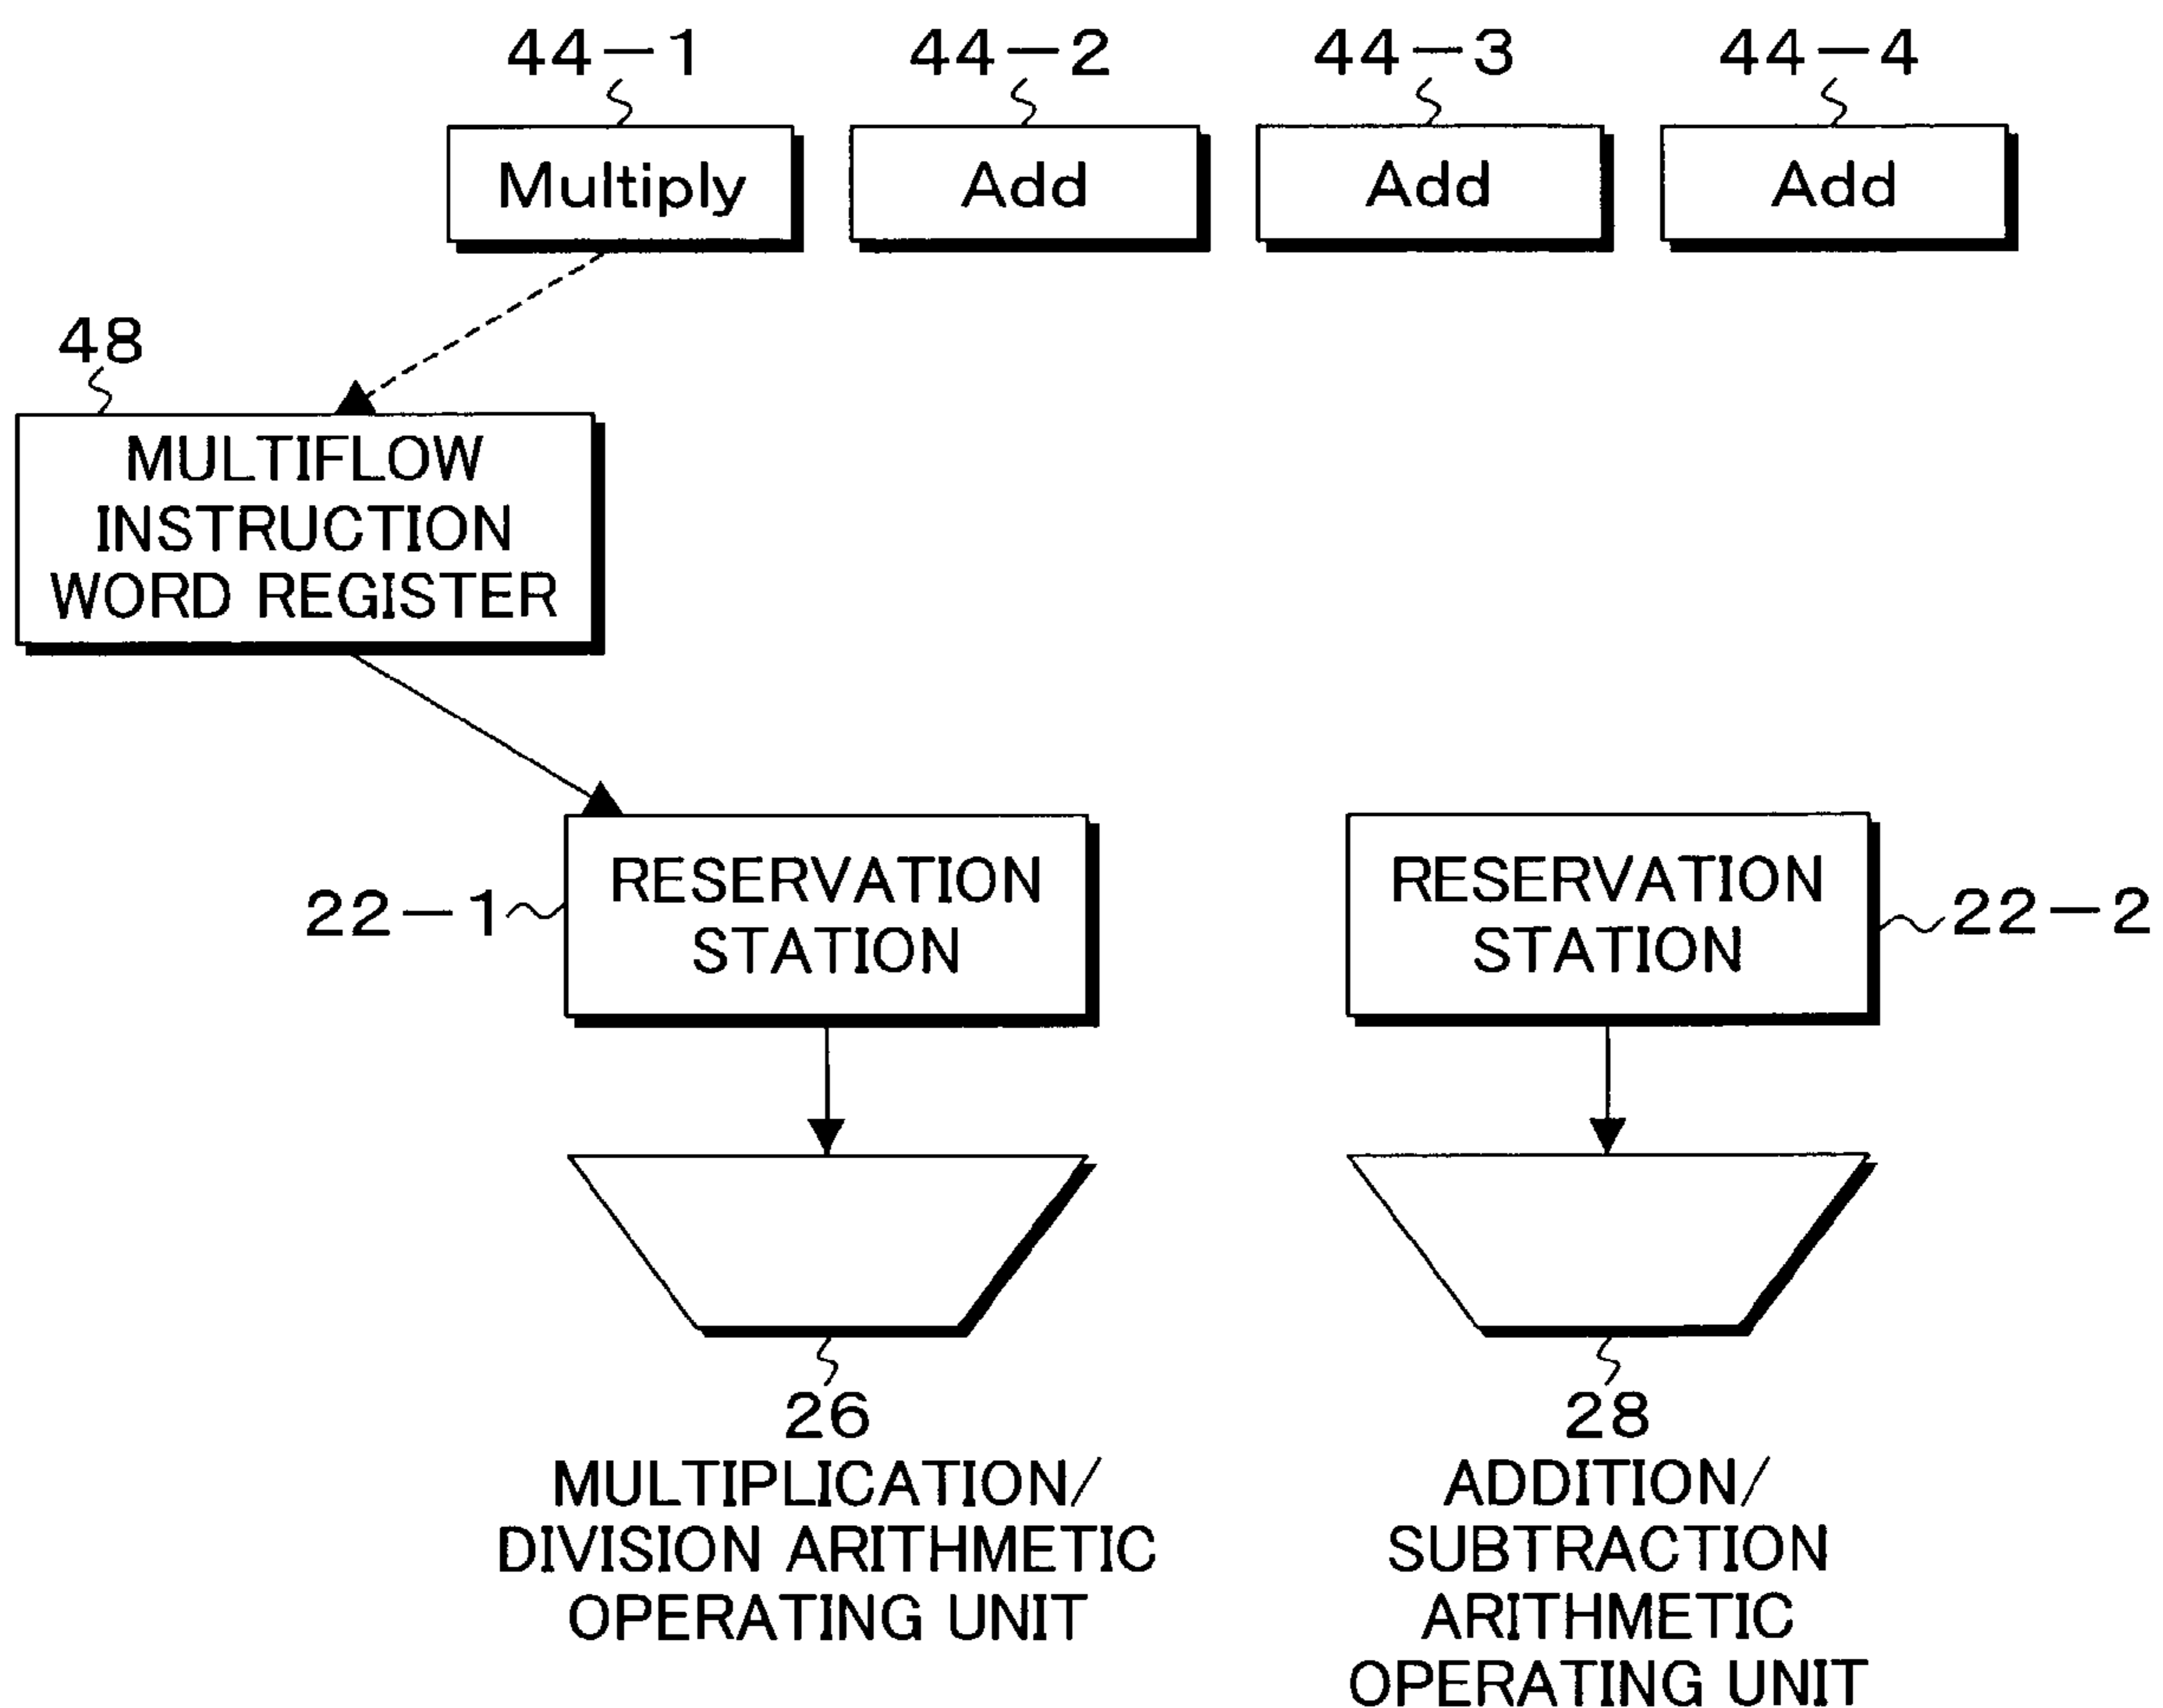 44-1 44-2 44-3 44-4
Multiply Add Add Add
48
MULTIFLOW
INSTRUCTION
WORD REGISTER
22-1
RESERVATION
STATION
RESERVATION
STATION
22-2
26
MULTIPLICATION/
DIVISION ARITHMETIC
OPERATING UNIT
28
ADDITION/
SUBTRACTION
ARITHMETIC
OPERATING UNIT